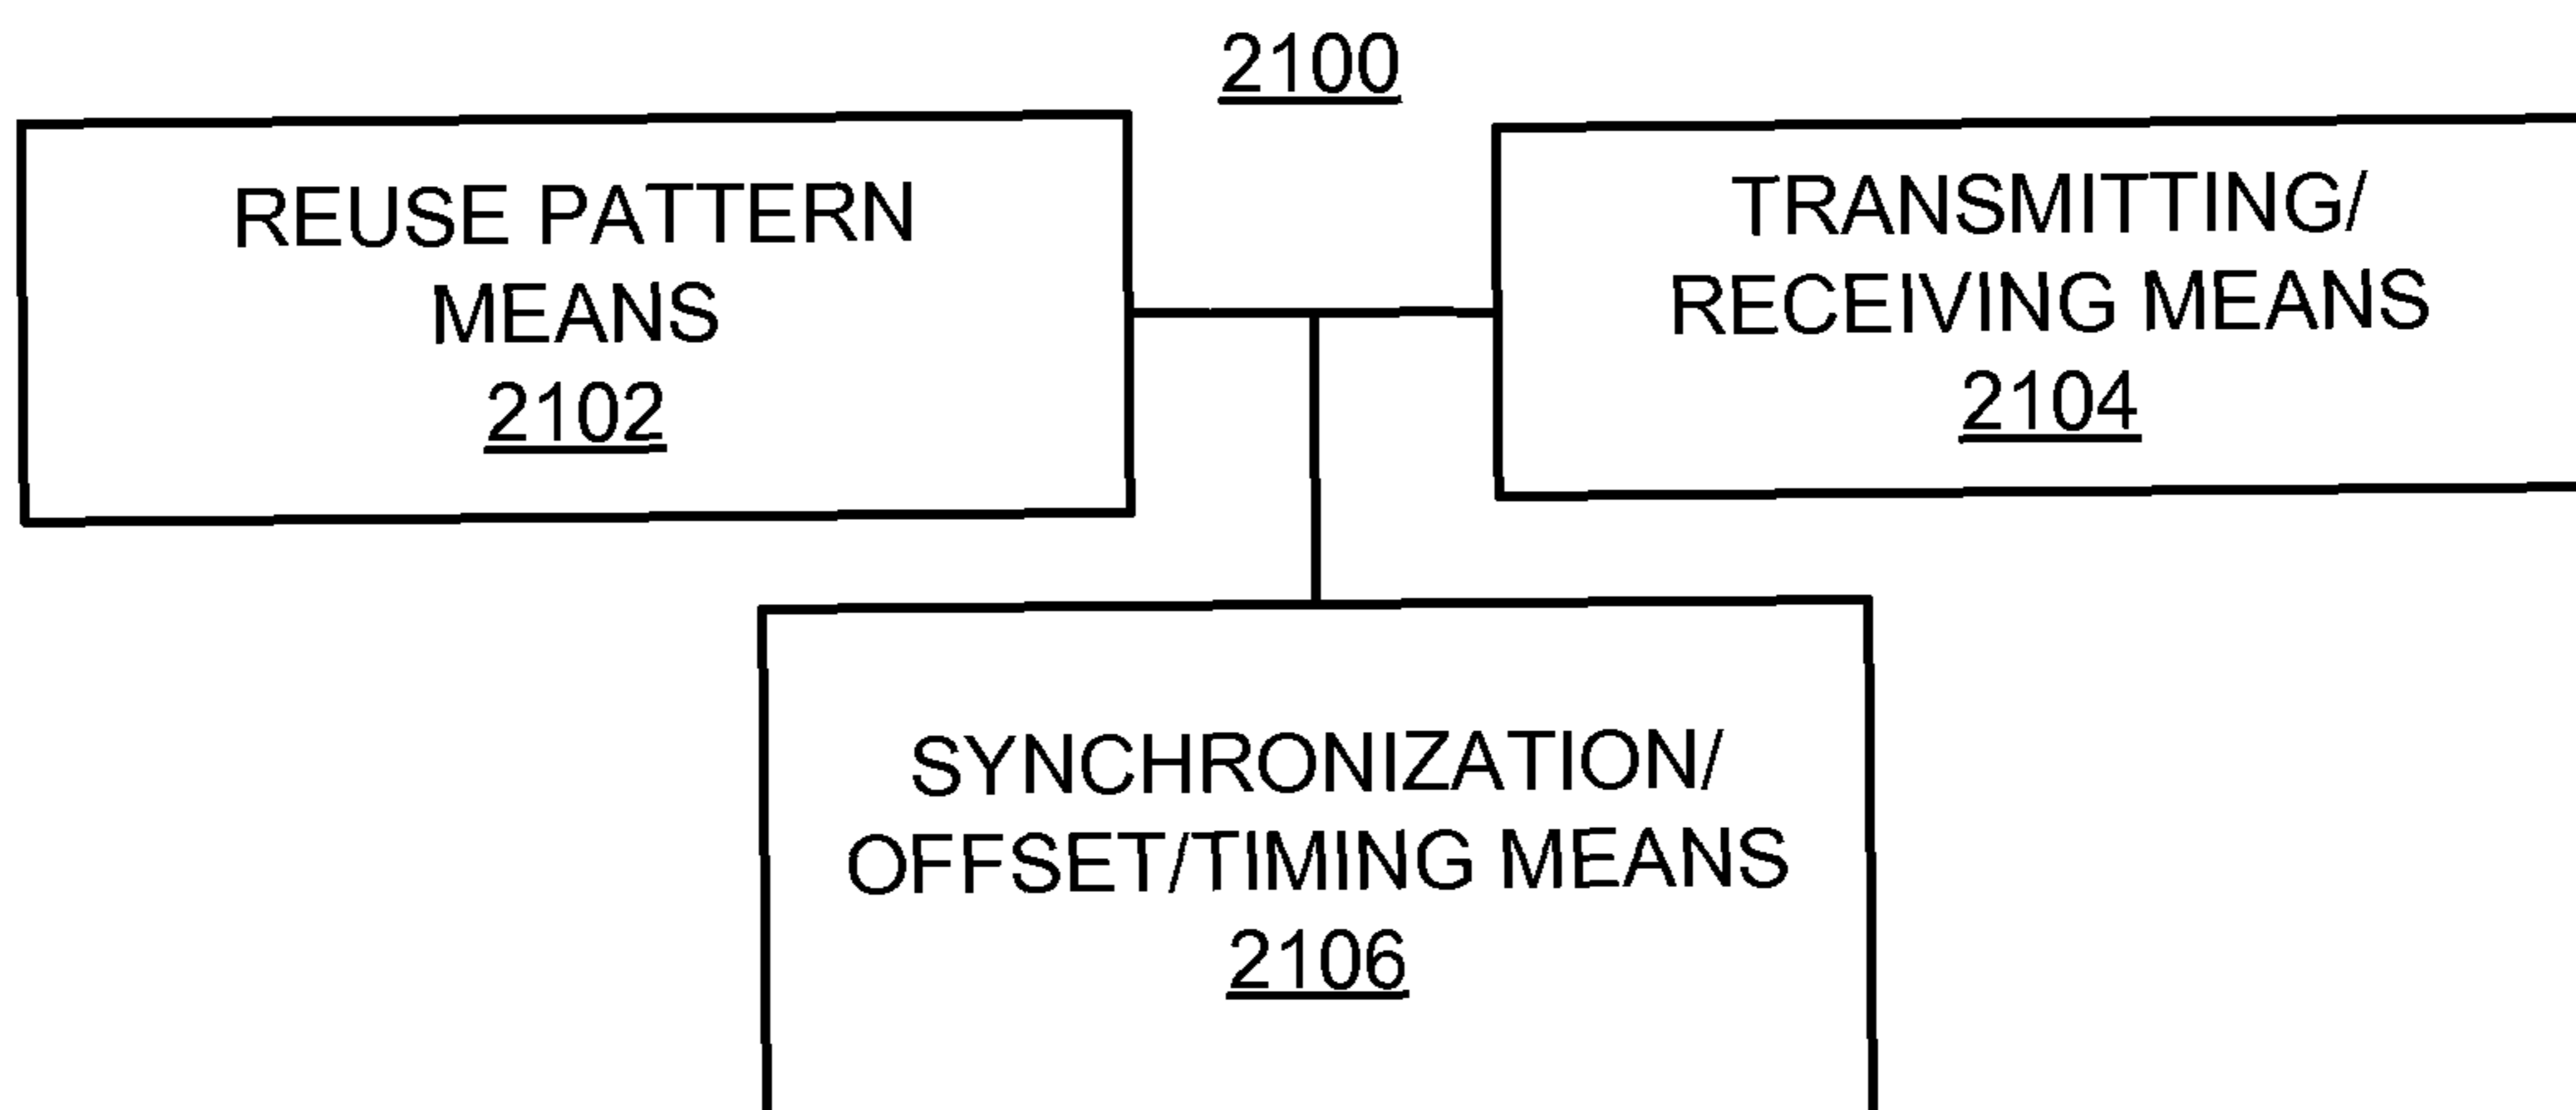 2100
REUSE PATTERN
MEANS
2102
TRANSMITTING/
RECEIVING MEANS
2104
SYNCHRONIZATION/
OFFSET/TIMING MEANS
2106